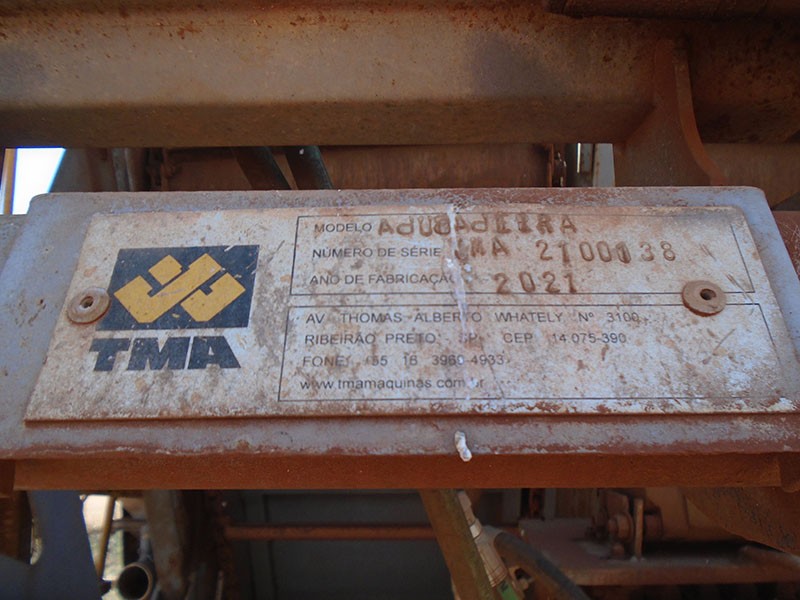 TMA
MODELO ADUBADEIRA
NÚMERO DE SÉRIE TMA 2100138
ANO DE FABRICAÇÃO 2021
AV. THOMAS ALBERTO WHATELY Nº 3100
RIBEIRÃO PRETO - SP - CEP 14.075-390
FONE: 55 16 3960-4933
www.tmamaquinas.com.br